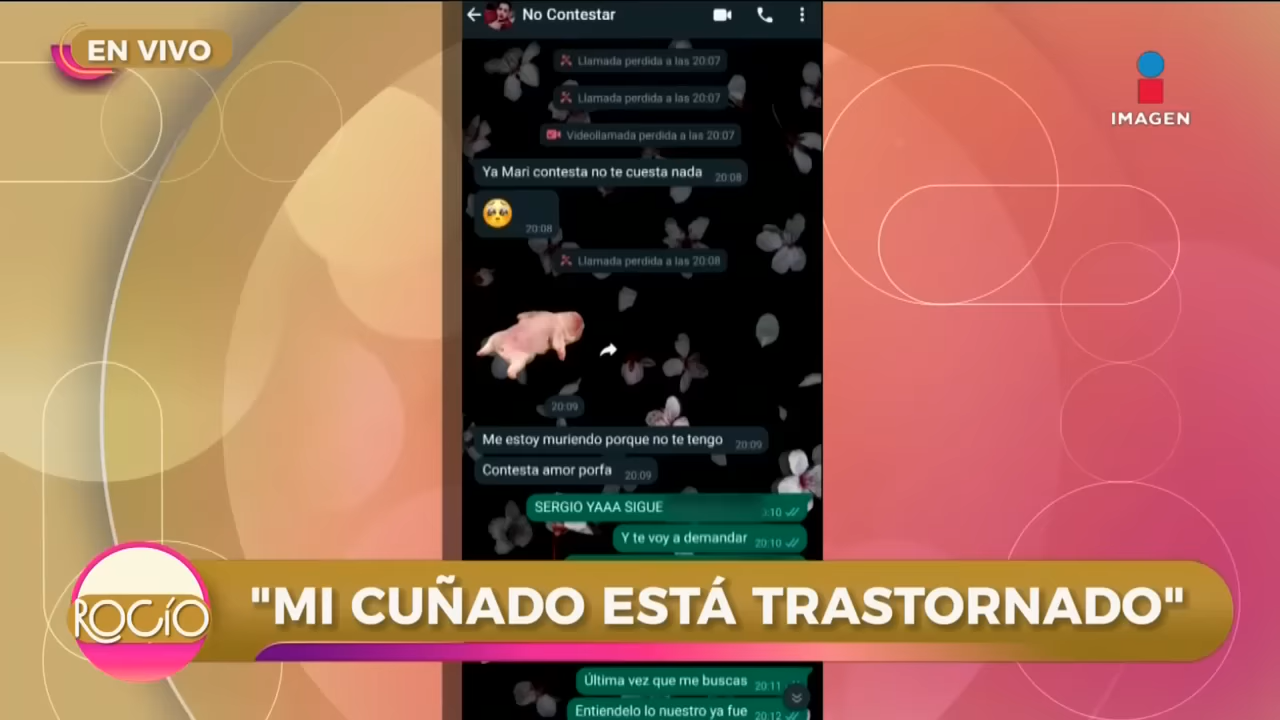 EN VIVO
No Contestar
Llamada perdida a las 20:07
Llamada perdida a las 20:07
Videollamada perdida a las 20:07
IMAGEN
Ya Mari contesta no te cuesta nada 20:08
20:08
Llamada perdida a las 20:08
20:09
Me estoy muriendo porque no te tengo 20:09
Contesta amor porfa 20:09
SERGIO YAAA SIGUE :10
Y te voy a demandar 20:10
ROCÍO
"MI CUÑADO ESTÁ TRASTORNADO"
Última vez que me buscas 20:11
Entiendelo lo nuestro ya fue 20:12